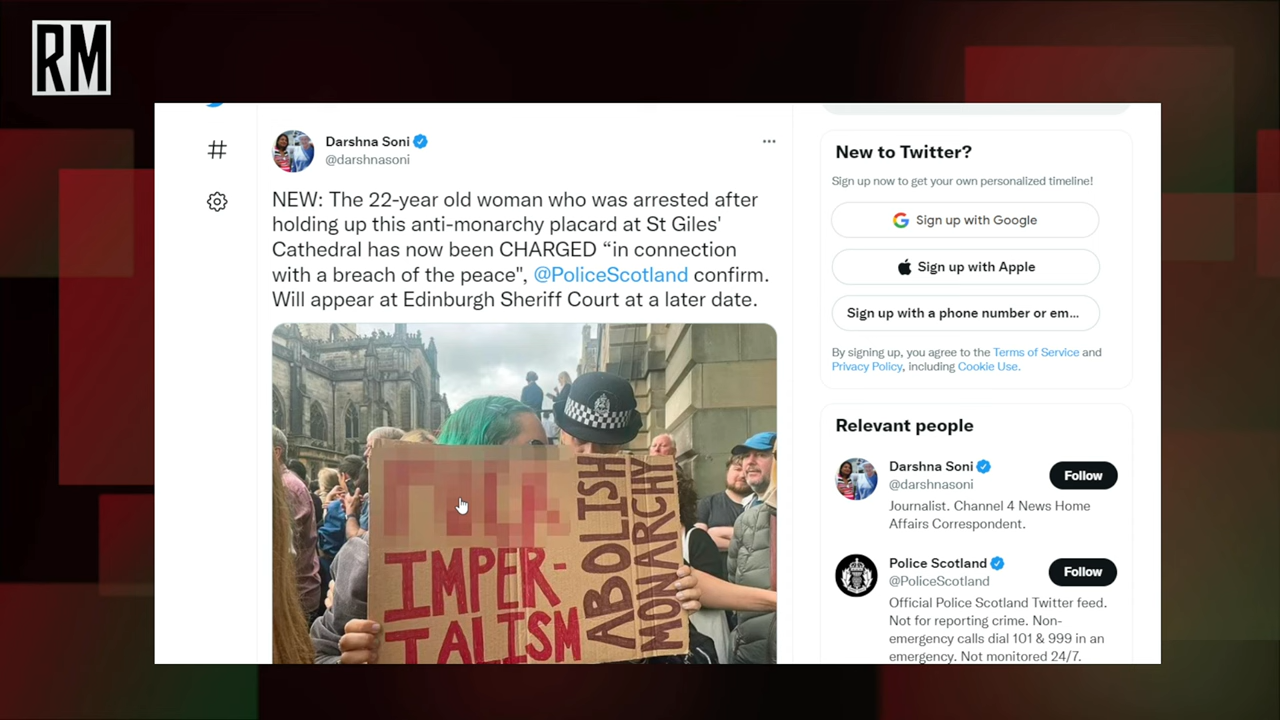 RM
Darshna Soni
@darshnasoni
NEW: The 22-year old woman who was arrested after
holding up this anti-monarchy placard at St Giles'
Cathedral has now been CHARGED “in connection
with a breach of the peace", @PoliceScotland confirm.
Will appear at Edinburgh Sheriff Court at a later date.
IMPER-
IALISM
ABOLISH
MONARCHY
New to Twitter?
Sign up now to get your own personalized timeline!
Sign up with Google
Sign up with Apple
Sign up with a phone number or em...
By signing up, you agree to the Terms of Service and
Privacy Policy, including Cookie Use.
Relevant people
Darshna Soni
@darshnasoni
Follow
Journalist. Channel 4 News Home
Affairs Correspondent.
Police Scotland
@PoliceScotland
Follow
Official Police Scotland Twitter feed.
Not for reporting crime. Non-
emergency calls dial 101 & 999 in an
emergency. Not monitored 24/7.